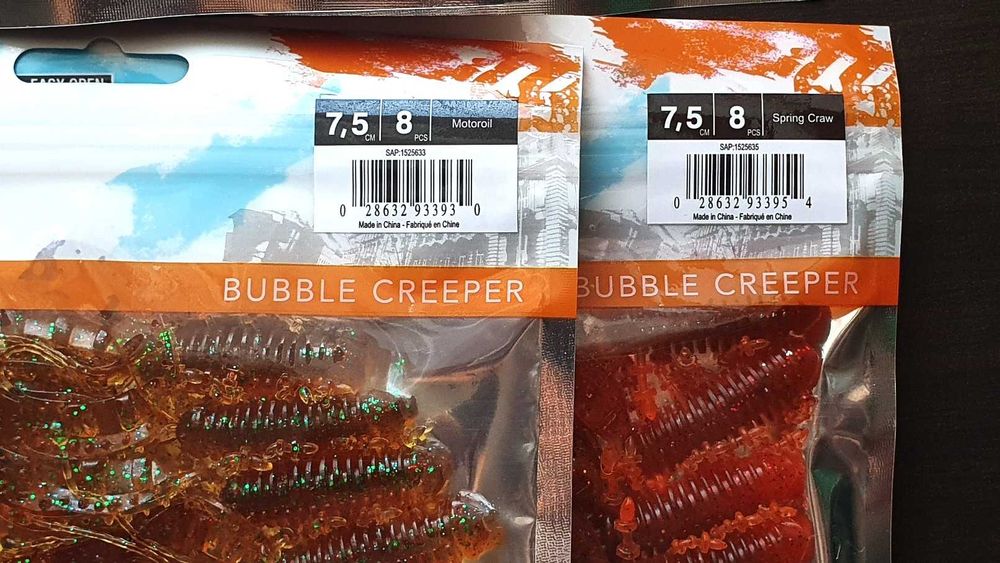 EASY OPEN
7,5 CM 8 PCS Motoroil
SAP:1525633
0 28632 93393 0
Made in China - Fabriqué en Chine
BUBBLE CREEPER
7,5 CM 8 PCS Spring Craw
SAP:1525635
0 28632 93395 4
Made in China - Fabriqué en Chine
BUBBLE CREEPER